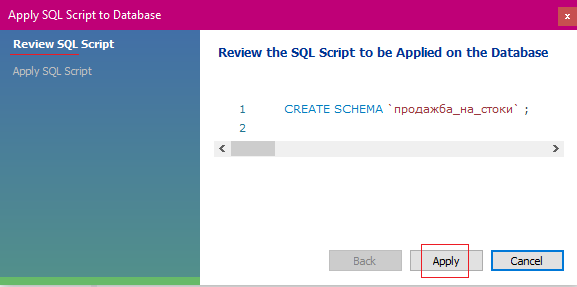 Apply SQL Script to Database
x
Review SQL Script
Apply SQL Script
Review the SQL Script to be Applied on the Database
1 CREATE SCHEMA `продажба_на_стоки` ;
2
Back Apply Cancel